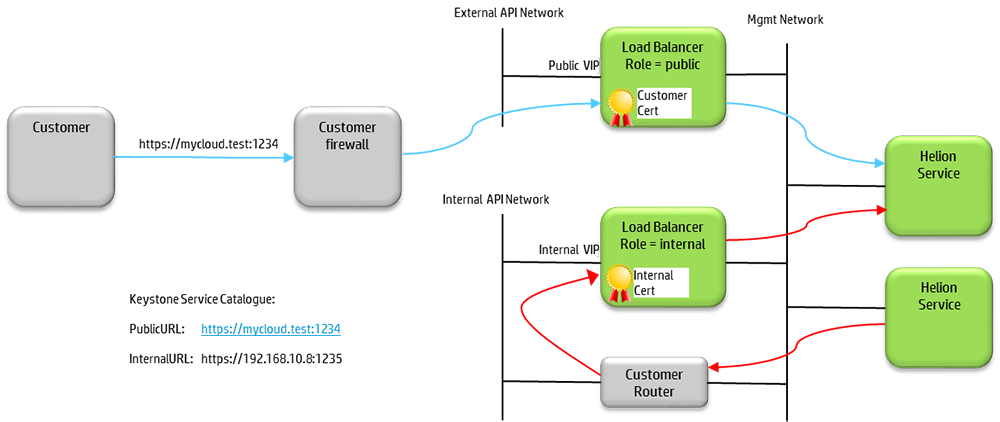 External API Network
Mgmt Network
Load Balancer
Role = public
Public VIP
Customer
Cert
Customer
Customer
firewall
https://mycloud.test:1234
Helion
Service
Internal API Network
Load Balancer
Role = internal
Internal VIP
Internal
Cert
Helion
Service
Keystone Service Catalogue:
PublicURL: https://mycloud.test:1234
InternalURL: https://192.168.10.8:1235
Customer
Router